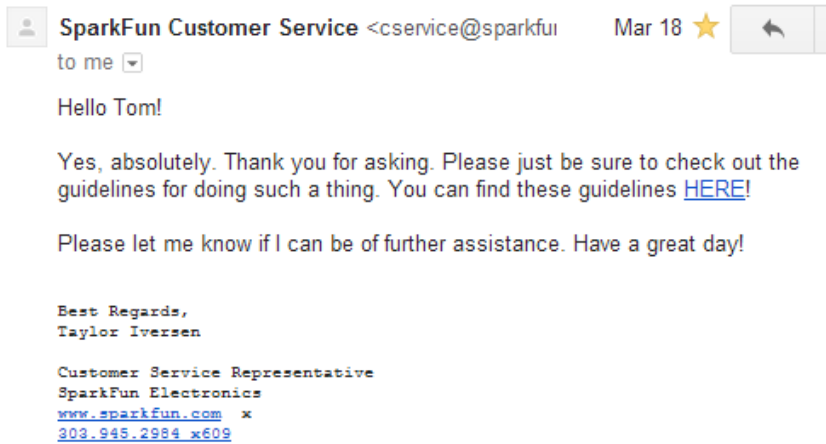 SparkFun Customer Service <cservice@sparkfu Mar 18
to me
Hello Tom!
Yes, absolutely. Thank you for asking. Please just be sure to check out the
guidelines for doing such a thing. You can find these guidelines HERE!
Please let me know if I can be of further assistance. Have a great day!
Best Regards,
Taylor Iversen
Customer Service Representative
SparkFun Electronics
www.sparkfun.com x
303.945.2984 x609